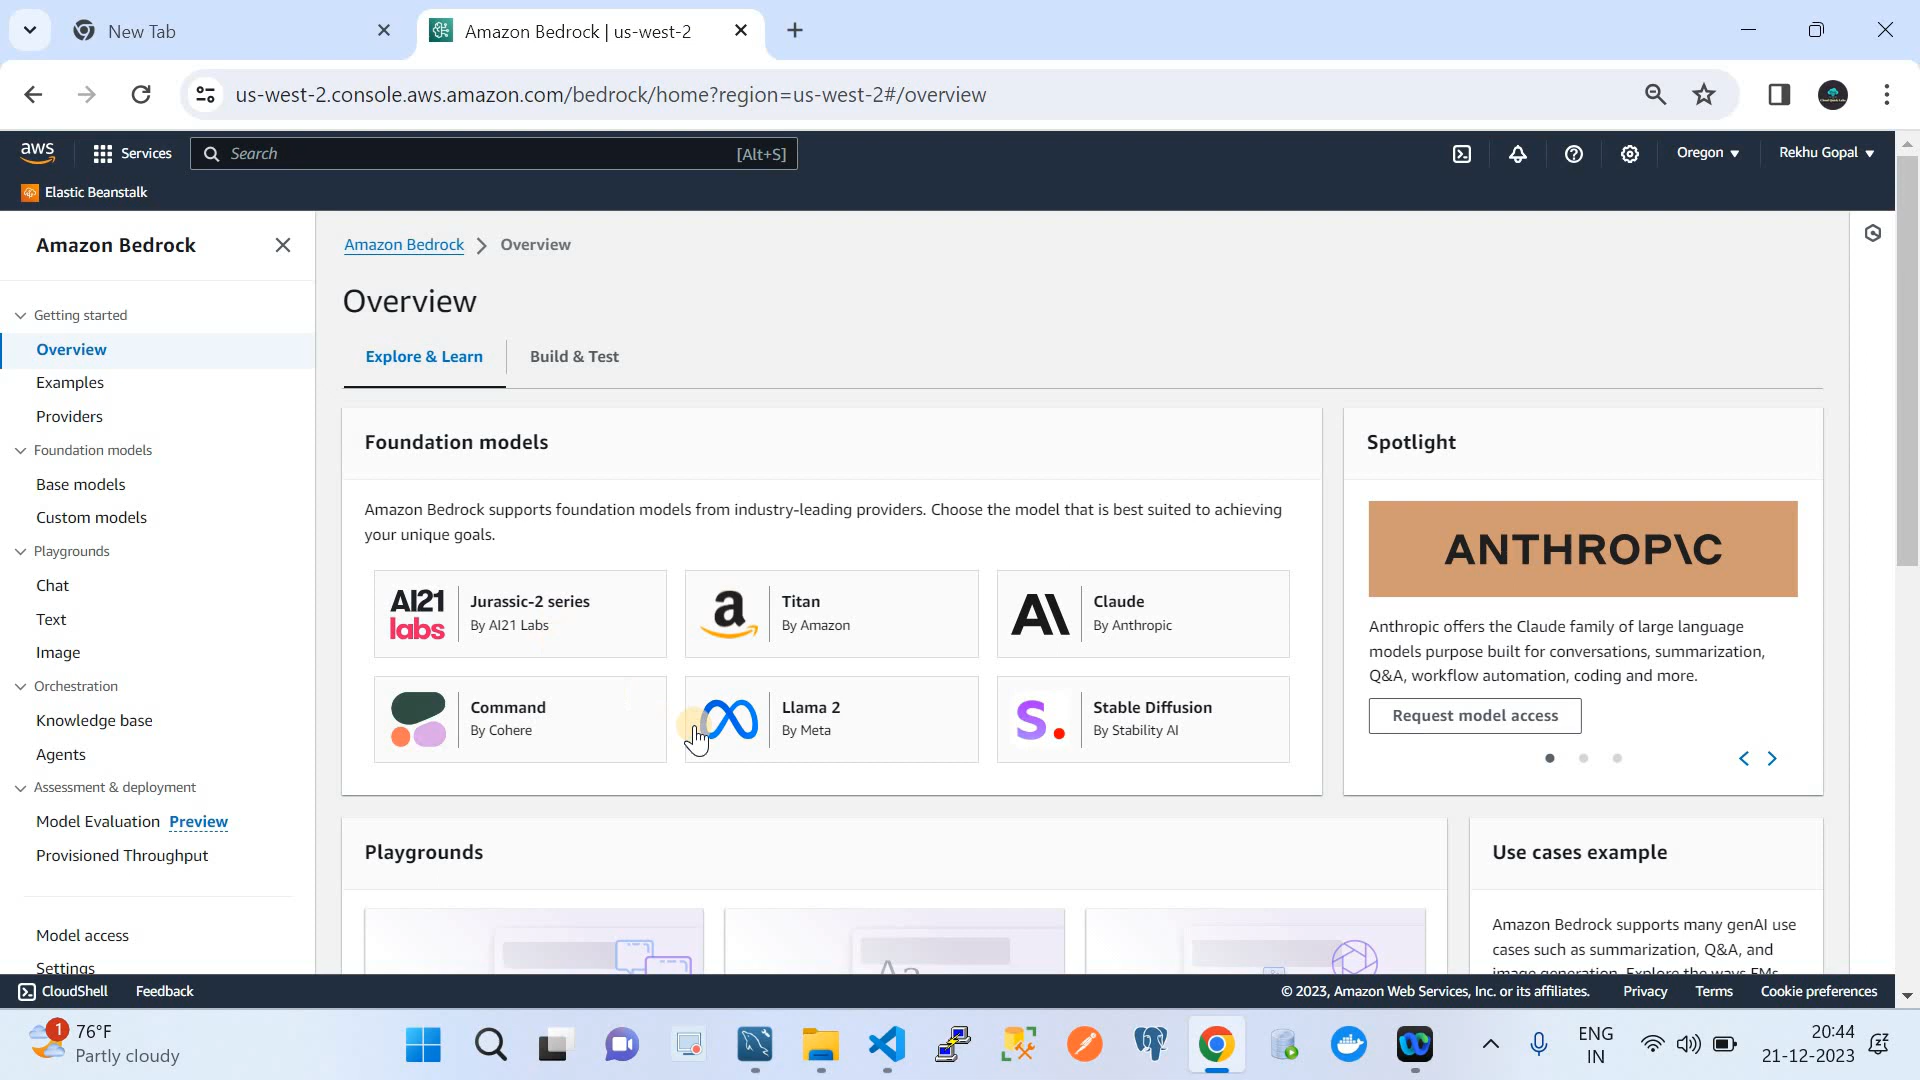 New Tab
Amazon Bedrock | us-west-2
us-west-2.console.aws.amazon.com/bedrock/home?region=us-west-2#/overview
aws
Services
Search
[Alt+S]
Oregon
Rekhu Gopal
Elastic Beanstalk
Amazon Bedrock
Getting started
Overview
Examples
Providers
Foundation models
Base models
Custom models
Playgrounds
Chat
Text
Image
Orchestration
Knowledge base
Agents
Assessment & deployment
Model Evaluation Preview
Provisioned Throughput
Model access
Settings
Amazon Bedrock > Overview
Overview
Explore & Learn
Build & Test
Foundation models
Amazon Bedrock supports foundation models from industry-leading providers. Choose the model that is best suited to achieving
your unique goals.
AI21 labs
Jurassic-2 series
By AI21 Labs
a
Titan
By Amazon
A\
Claude
By Anthropic
Command
By Cohere
Llama 2
By Meta
S.
Stable Diffusion
By Stability AI
Spotlight
ANTHROP\C
Anthropic offers the Claude family of large language
models purpose built for conversations, summarization,
Q&A, workflow automation, coding and more.
Request model access
Playgrounds
Aa
Use cases example
Amazon Bedrock supports many genAI use
cases such as summarization, Q&A, and
image generation. Explore the ways FMs
CloudShell
Feedback
© 2023, Amazon Web Services, Inc. or its affiliates.
Privacy
Terms
Cookie preferences
1
76°F
Partly cloudy
ENG
IN
20:44
21-12-2023